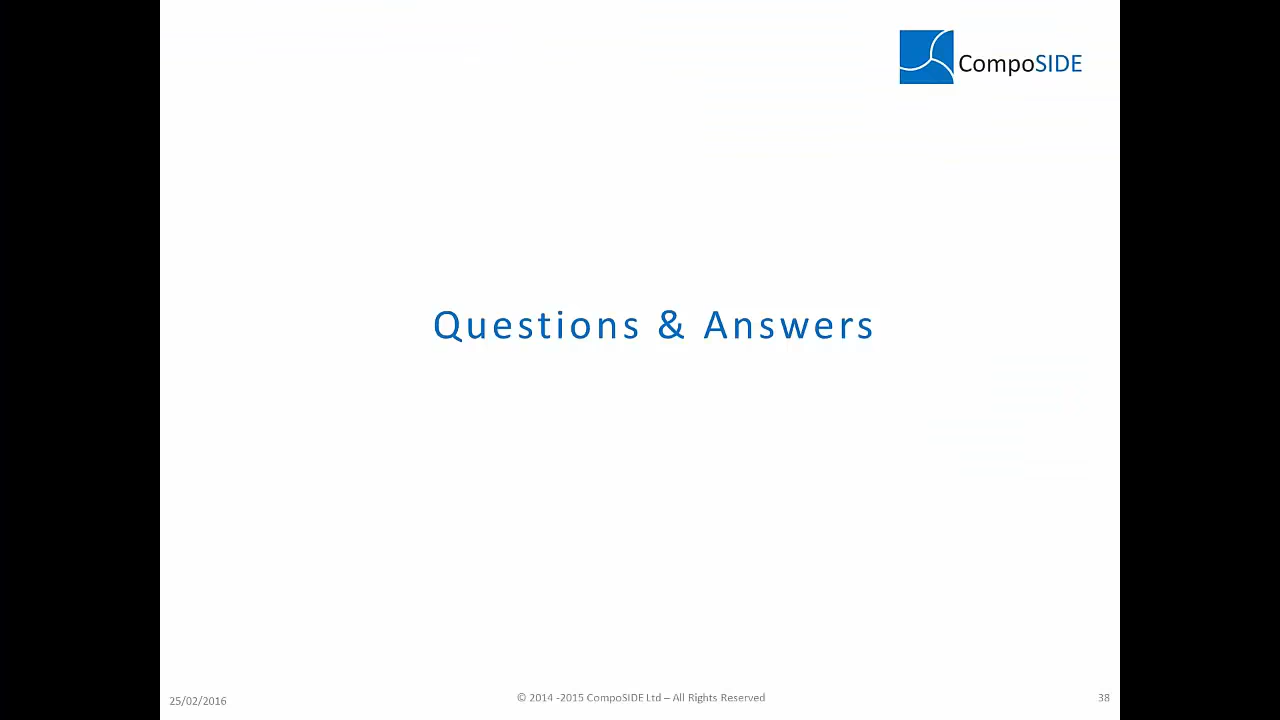 CompoSIDE
Questions & Answers
25/02/2016
© 2014 -2015 CompoSIDE Ltd – All Rights Reserved
38